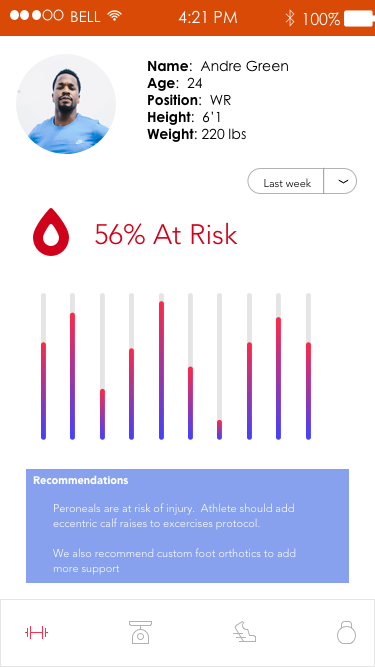 BELL 4:21 PM 100%
Name: Andre Green
Age: 24
Position: WR
Height: 6'1
Weight: 220 lbs
Last week
56% At Risk
Recommendations
Peroneals are at risk of injury. Athlete should add
eccentric calf raises to excercises protocol.
We also recommend custom foot orthotics to add
more support